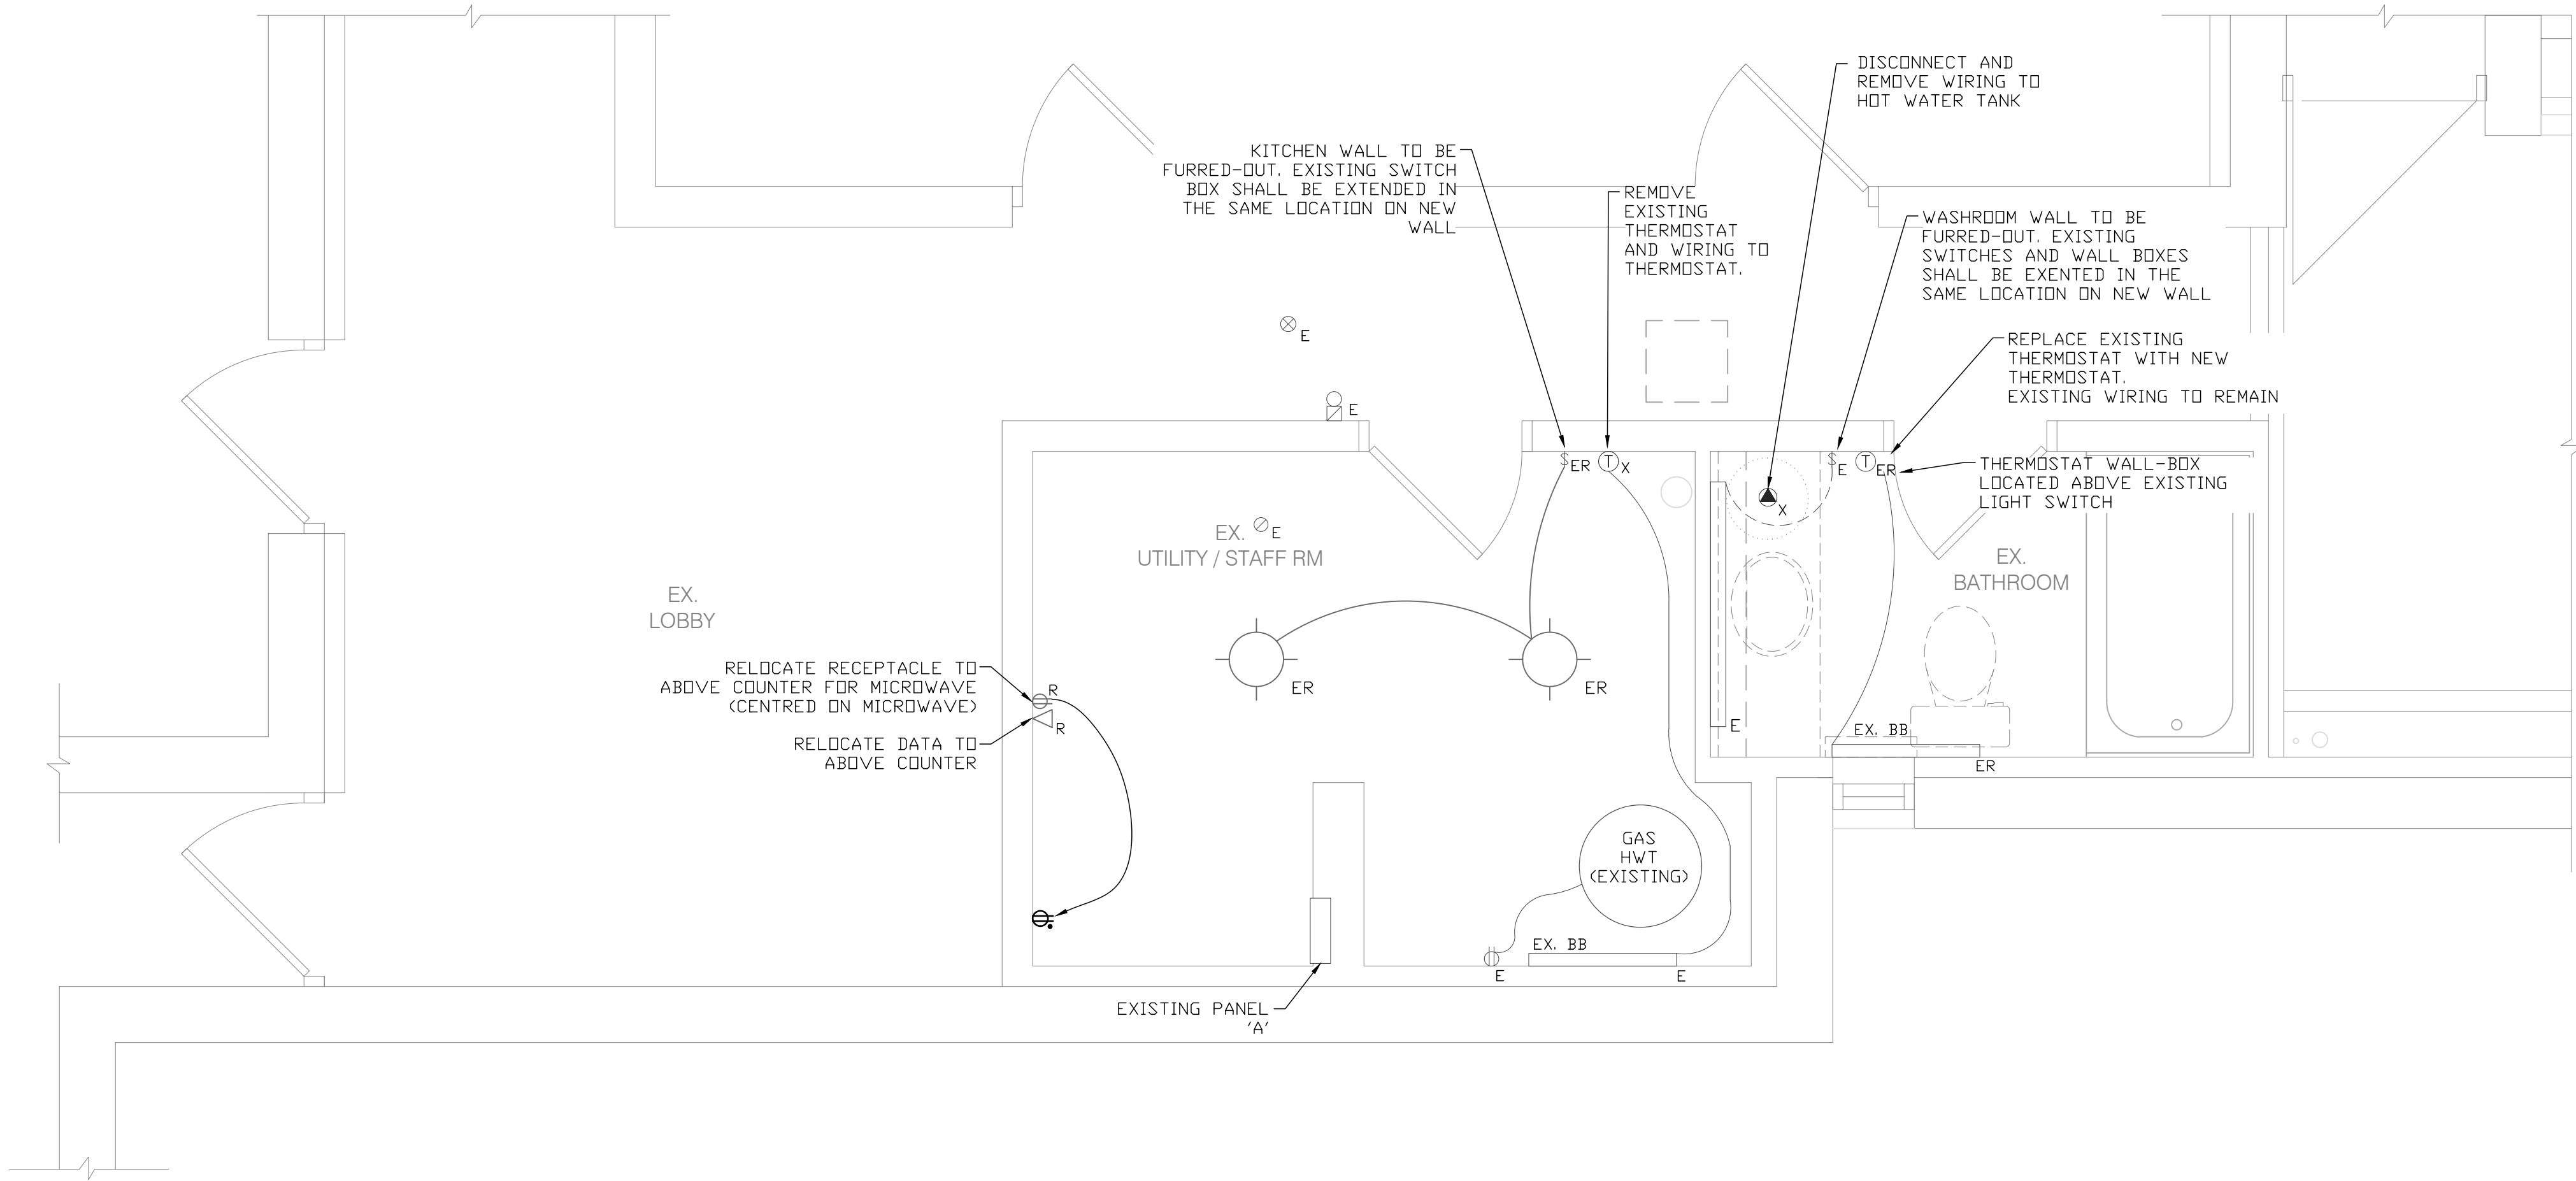 DISCONNECT AND
REMOVE WIRING TO
HOT WATER TANK
KITCHEN WALL TO BE
FURRED-OUT. EXISTING SWITCH
BOX SHALL BE EXTENDED IN
THE SAME LOCATION ON NEW
WALL
REMOVE
EXISTING
THERMOSTAT
AND WIRING TO
THERMOSTAT.
WASHROOM WALL TO BE
FURRED-OUT. EXISTING
SWITCHES AND WALL BOXES
SHALL BE EXENTED IN THE
SAME LOCATION ON NEW WALL
E
REPLACE EXISTING
THERMOSTAT WITH NEW
THERMOSTAT.
EXISTING WIRING TO REMAIN
E
$ ER
T X
$ E
T ER
THERMOSTAT WALL-BOX
LOCATED ABOVE EXISTING
LIGHT SWITCH
X
EX.
UTILITY / STAFF RM
E
EX.
BATHROOM
EX.
LOBBY
RELOCATE RECEPTACLE TO
ABOVE COUNTER FOR MICROWAVE
(CENTRED ON MICROWAVE)
R
R
ER
ER
E
EX. BB
ER
RELOCATE DATA TO
ABOVE COUNTER
GAS
HWT
(EXISTING)
EX. BB
E
E
EXISTING PANEL
'A'